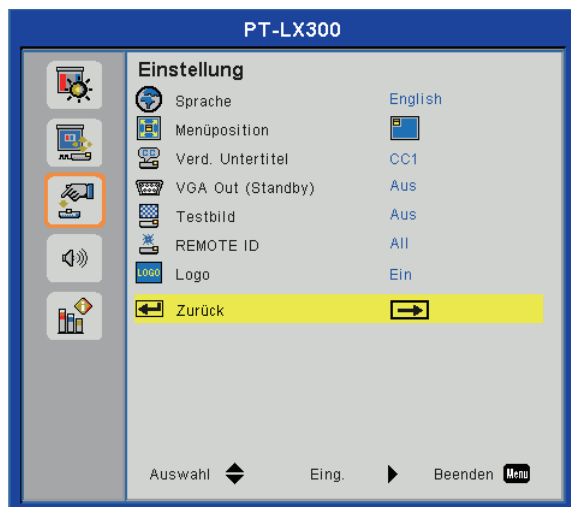 PT-LX300
Einstellung
Sprache English
Menüposition
CC
Verd. Untertitel CC1
VGA Out (Standby) Aus
Testbild Aus
REMOTE ID All
LOGO Logo Ein
Zurück
Auswahl Eing. Beenden Menu